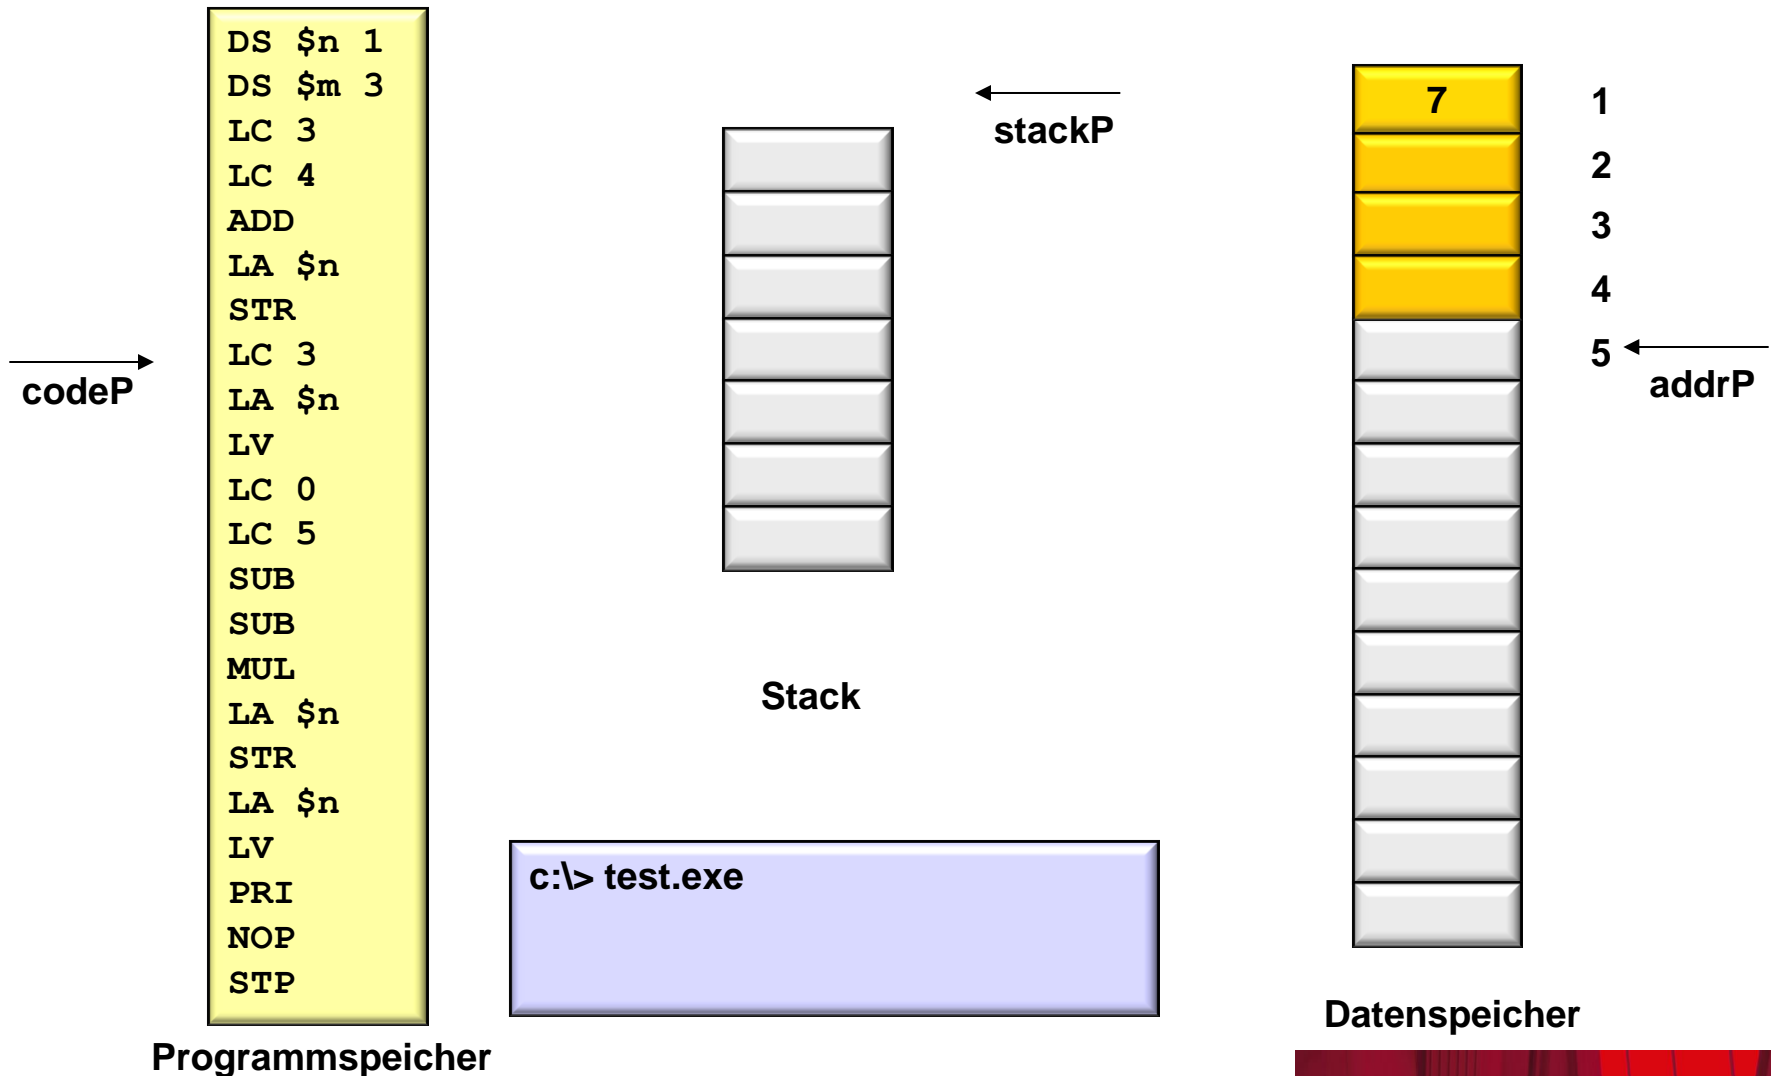 DS $n 1
DS $m 3
LC 3
LC 4
ADD
LA $n
STR
LC 3
LA $n
LV
LC 0
LC 5
SUB
SUB
MUL
LA $n
STR
LA $n
LV
PRI
NOP
STP
Programmspeicher
codeP
stackP
Stack
c:\> test.exe
7
1
2
3
4
5
addrP
Datenspeicher